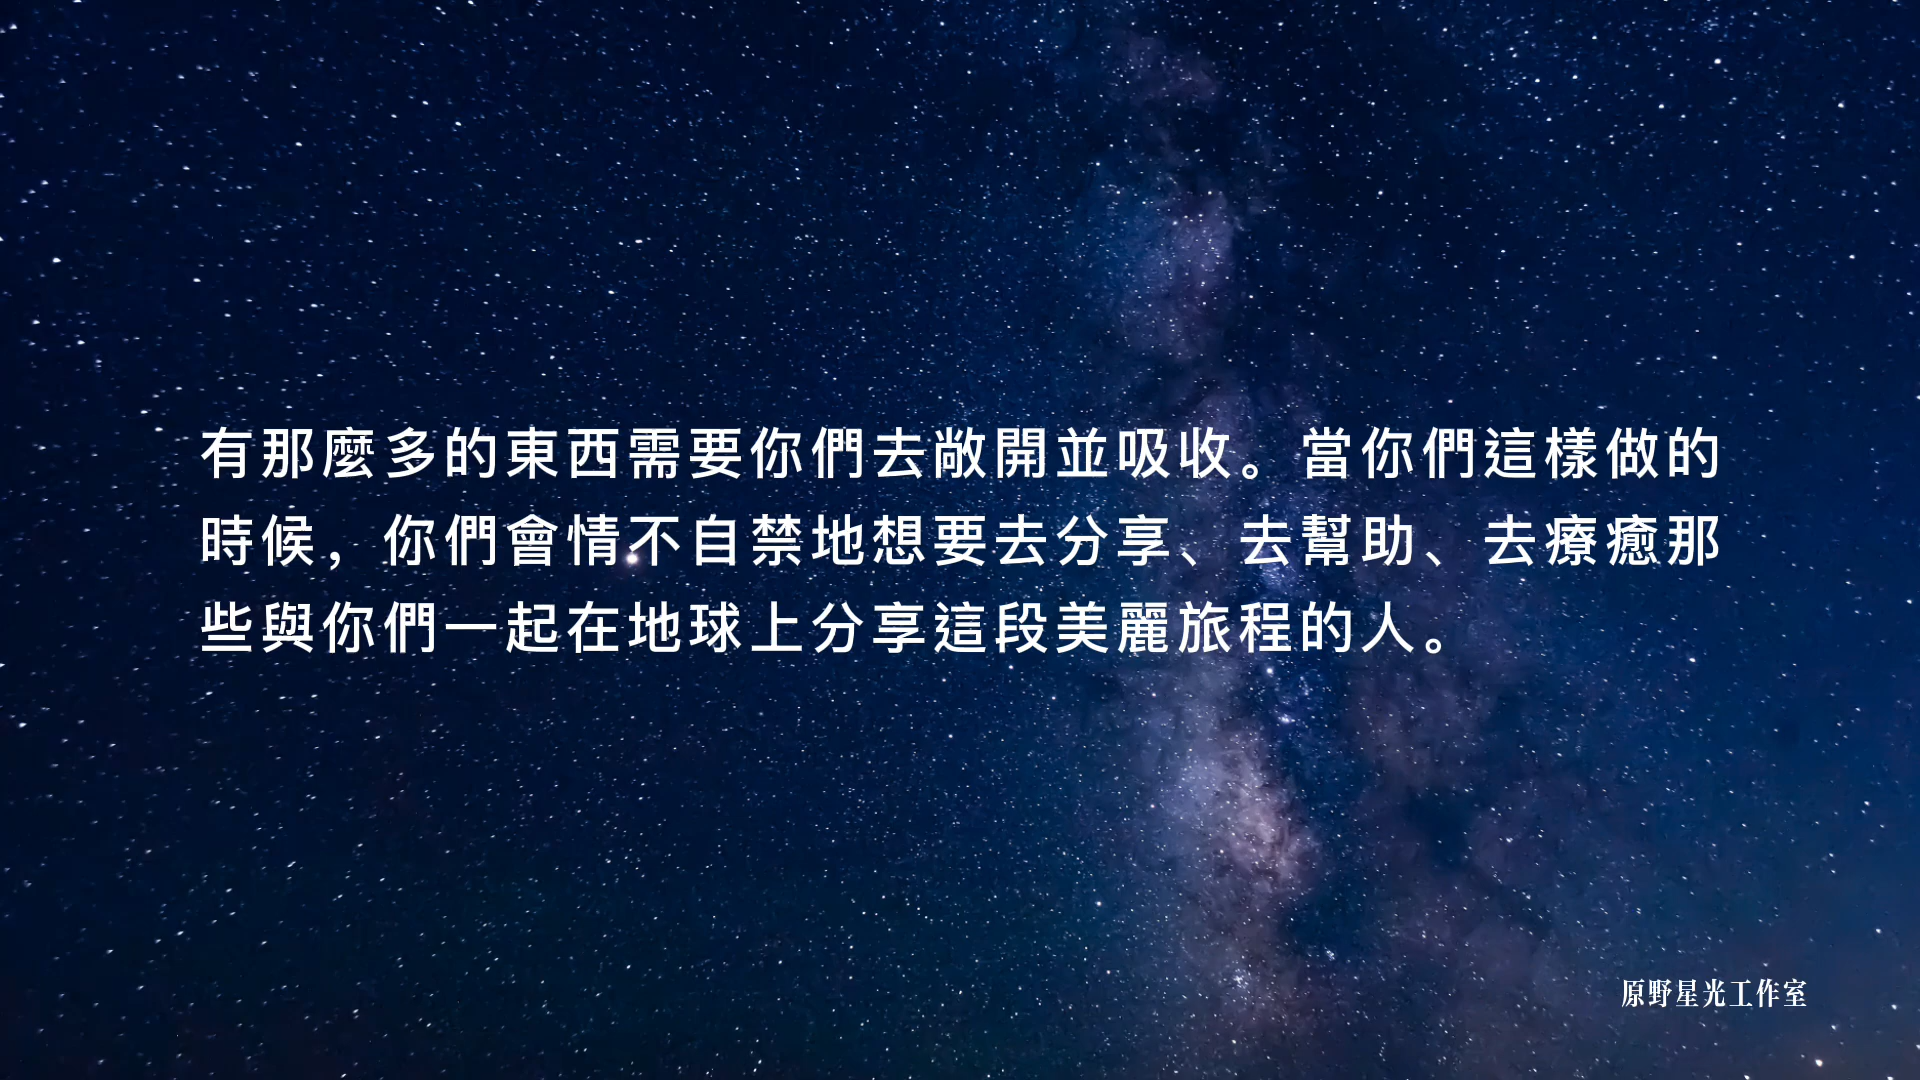 有那麼多的東西需要你們去敞開並吸收。當你們這樣做的
時候，你們會情不自禁地想要去分享、去幫助、去療癒那
些與你們一起在地球上分享這段美麗旅程的人。
原野星光工作室